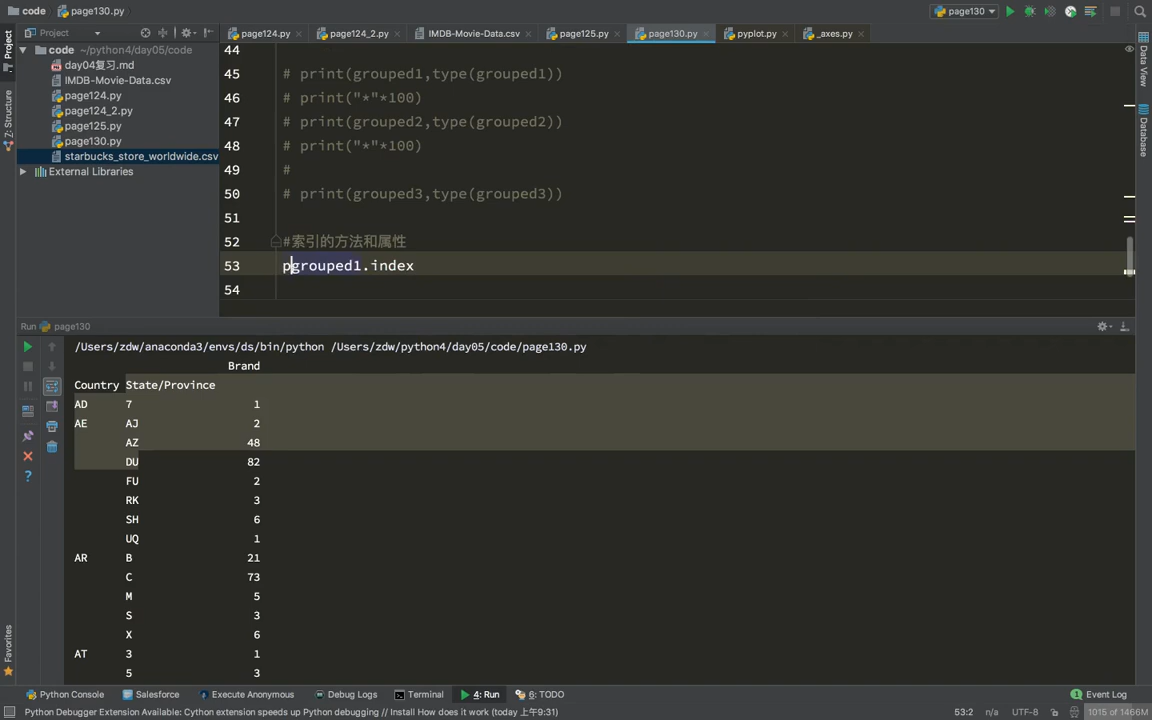 code page130.py
page130
Project
page124.py
page124_2.py
IMDB-Movie-Data.csv
page125.py
page130.py
pyplot.py
_axes.py
code ~/python4/day05/code
day04复习.md
IMDB-Movie-Data.csv
page124.py
page124_2.py
page125.py
page130.py
starbucks_store_worldwide.csv
External Libraries
Project
Z: Structure
Favorites
Data View
Database
44
45 # print(grouped1,type(grouped1))
46 # print("*"*100)
47 # print(grouped2,type(grouped2))
48 # print("*"*100)
49 #
50 # print(grouped3,type(grouped3))
51
52 #索引的方法和属性
53 pgrouped1.index
54
Run page130
/Users/zdw/anaconda3/envs/ds/bin/python /Users/zdw/python4/day05/code/page130.py
Brand
Country State/Province
AD 7 1
AE AJ 2
AZ 48
DU 82
FU 2
RK 3
SH 6
UQ 1
AR B 21
C 73
M 5
S 3
X 6
AT 3 1
5 3
Python Console Salesforce Execute Anonymous Debug Logs Terminal 4: Run 6: TODO Event Log
Python Debugger Extension Available: Cython extension speeds up Python debugging // Install How does it work (today 上午9:31) 53:2 n/a UTF-8 1015 of 1466M